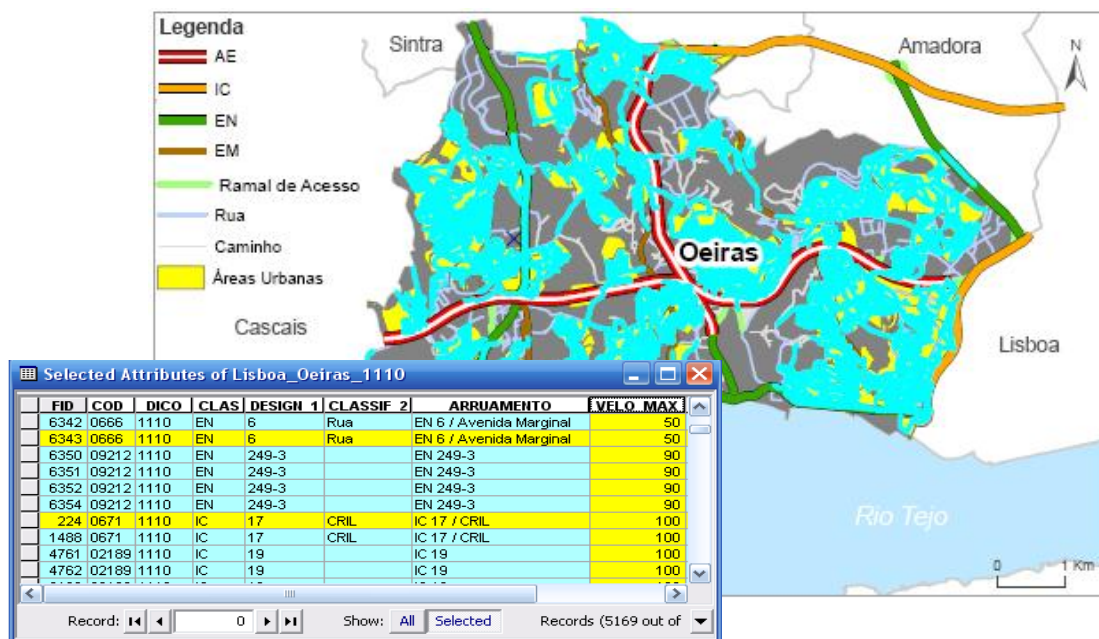 Legenda
AE
IC
EN
EM
Ramal de Acesso
Rua
Caminho
Áreas Urbanas
Sintra
Amadora
N
Oeiras
Cascais
Lisboa
Rio Tejo
0 1 Km
Selected Attributes of Lisboa_Oeiras_1110
FID COD DICO CLAS DESIGN_1 CLASSIF_2 ARRUAMENTO VELO_MAX
6342 0666 1110 EN 6 Rua EN 6 / Avenida Marginal 50
6343 0666 1110 EN 6 Rua EN 6 / Avenida Marginal 50
6350 09212 1110 EN 249-3 EN 249-3 90
6351 09212 1110 EN 249-3 EN 249-3 90
6352 09212 1110 EN 249-3 EN 249-3 90
6354 09212 1110 EN 249-3 EN 249-3 90
224 0671 1110 IC 17 CRIL IC 17 / CRIL 100
1488 0671 1110 IC 17 CRIL IC 17 / CRIL 100
4761 02189 1110 IC 19 IC 19 100
4762 02189 1110 IC 19 IC 19 100
Record: 0 Show: All Selected Records (5169 out of